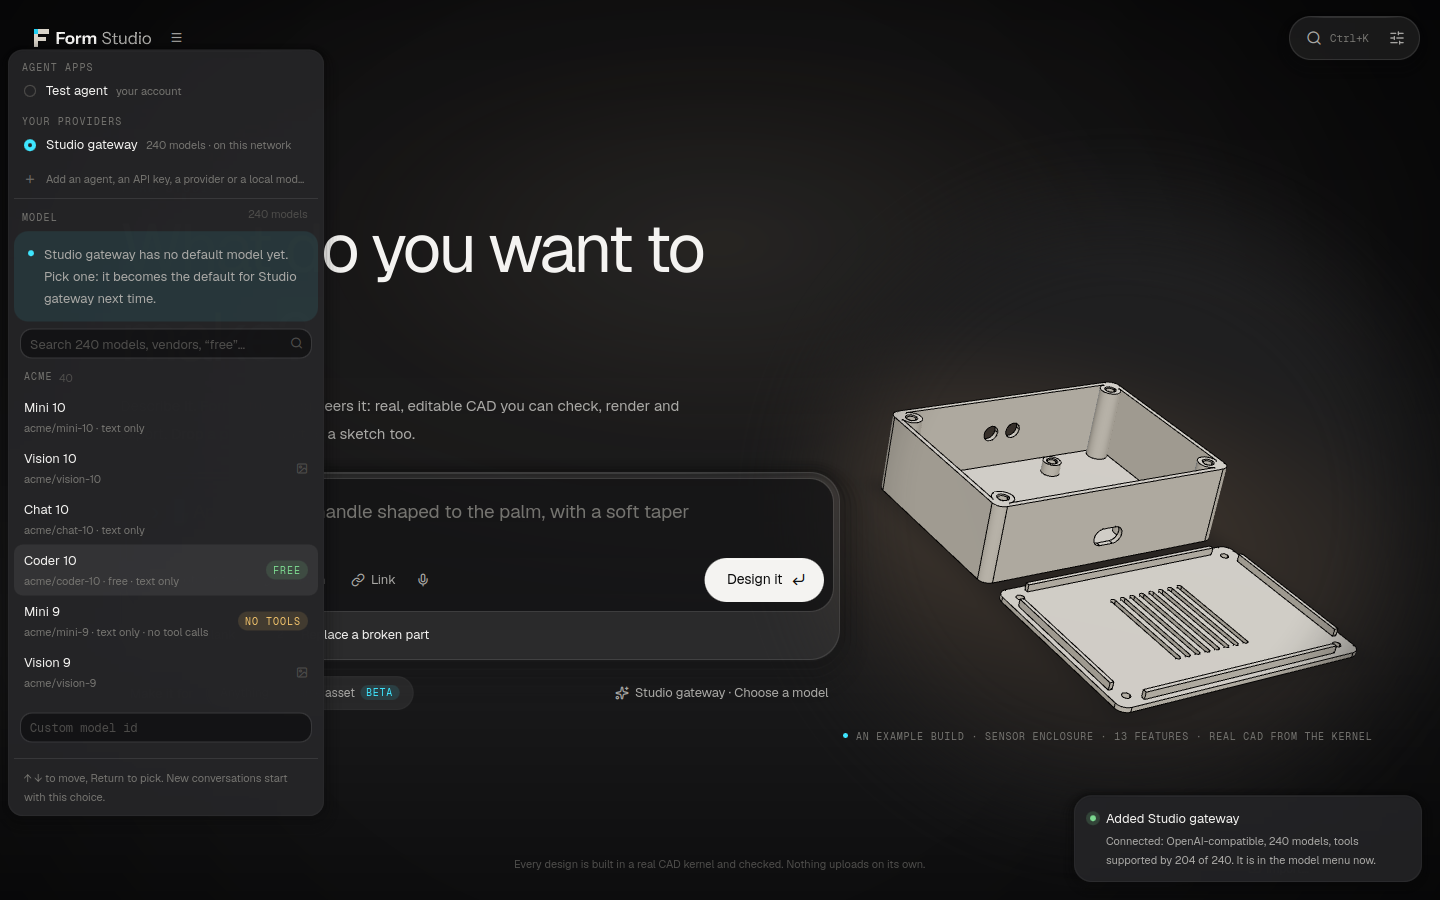 Form Studio
Ctrl+K
AGENT APPS
Test agent your account
YOUR PROVIDERS
Studio gateway 240 models · on this network
+ Add an agent, an API key, a provider or a local mod…
MODEL 240 models
Studio gateway has no default model yet.
Pick one: it becomes the default for Studio
gateway next time.
Search 240 models, vendors, “free”…
ACME 40
Mini 10
acme/mini-10 · text only
Vision 10
acme/vision-10
Chat 10
acme/chat-10 · text only
Coder 10
acme/coder-10 · free · text only
FREE
Mini 9
acme/mini-9 · text only · no tool calls
NO TOOLS
Vision 9
acme/vision-9
Custom model id
↑↓ to move, Return to pick. New conversations start
with this choice.
o you want to
eers it: real, editable CAD you can check, render and
a sketch too.
andle shaped to the palm, with a soft taper
Link
Design it
lace a broken part
asset BETA
Studio gateway · Choose a model
AN EXAMPLE BUILD · SENSOR ENCLOSURE · 13 FEATURES · REAL CAD FROM THE KERNEL
Added Studio gateway
Connected: OpenAI-compatible, 240 models, tools
supported by 204 of 240. It is in the model menu now.
Every design is built in a real CAD kernel and checked. Nothing uploads on its own.